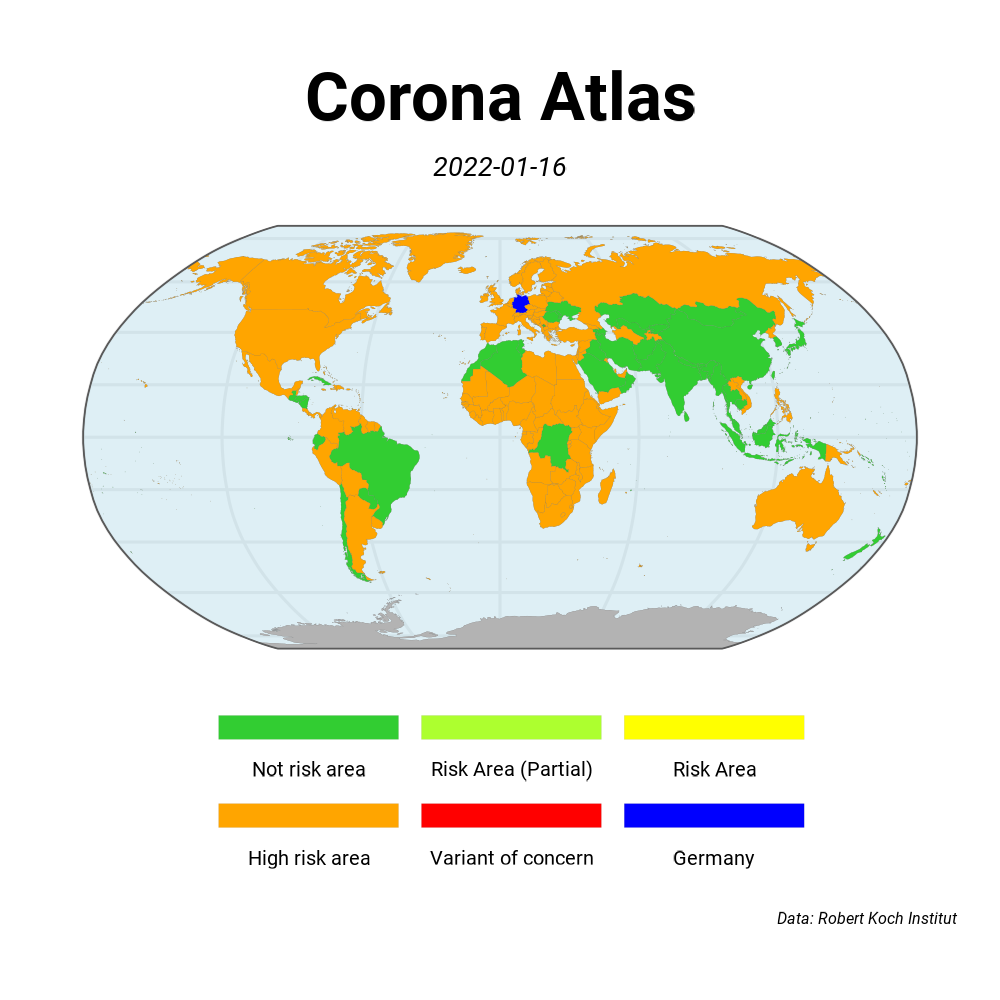 Corona Atlas
2022-01-16
Not risk area
Risk Area (Partial)
Risk Area
High risk area
Variant of concern
Germany
Data: Robert Koch Institut